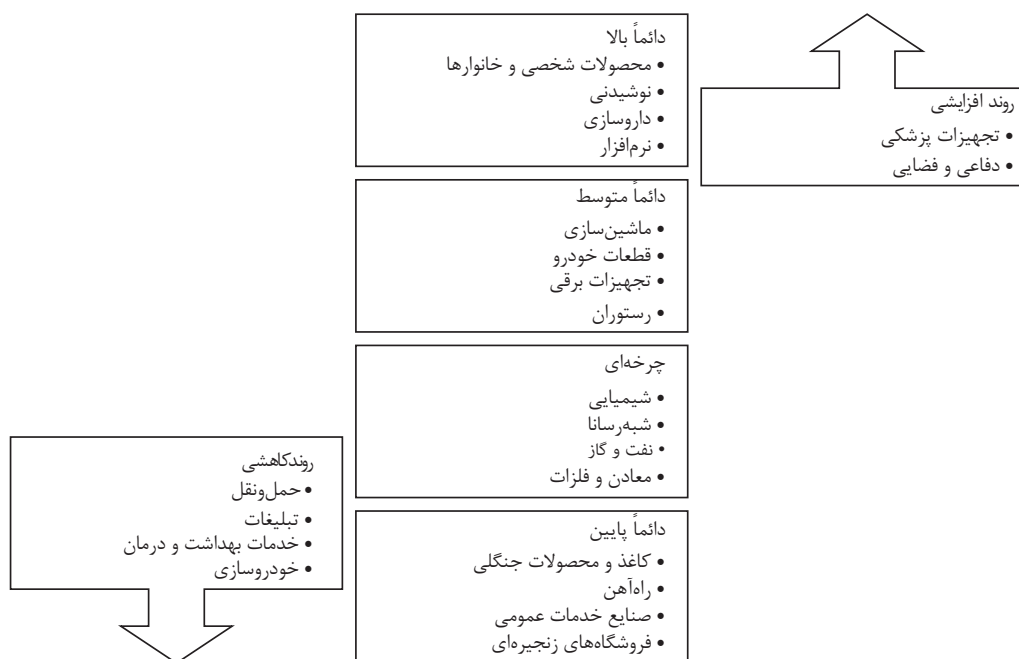 دائماً بالا
• محصولات شخصی و خانوارها
• نوشیدنی
• داروسازی
• نرم‌افزار
روند افزایشی
• تجهیزات پزشکی
• دفاعی و فضایی
دائماً متوسط
• ماشین‌سازی
• قطعات خودرو
• تجهیزات برقی
• رستوران
چرخه‌ای
• شیمیایی
• شبه‌رسانا
• نفت و گاز
• معادن و فلزات
روندکاهشی
• حمل‌ونقل
• تبلیغات
• خدمات بهداشت و درمان
• خودروسازی
دائماً پایین
• کاغذ و محصولات جنگلی
• راه‌آهن
• صنایع خدمات عمومی
• فروشگاه‌های زنجیره‌ای